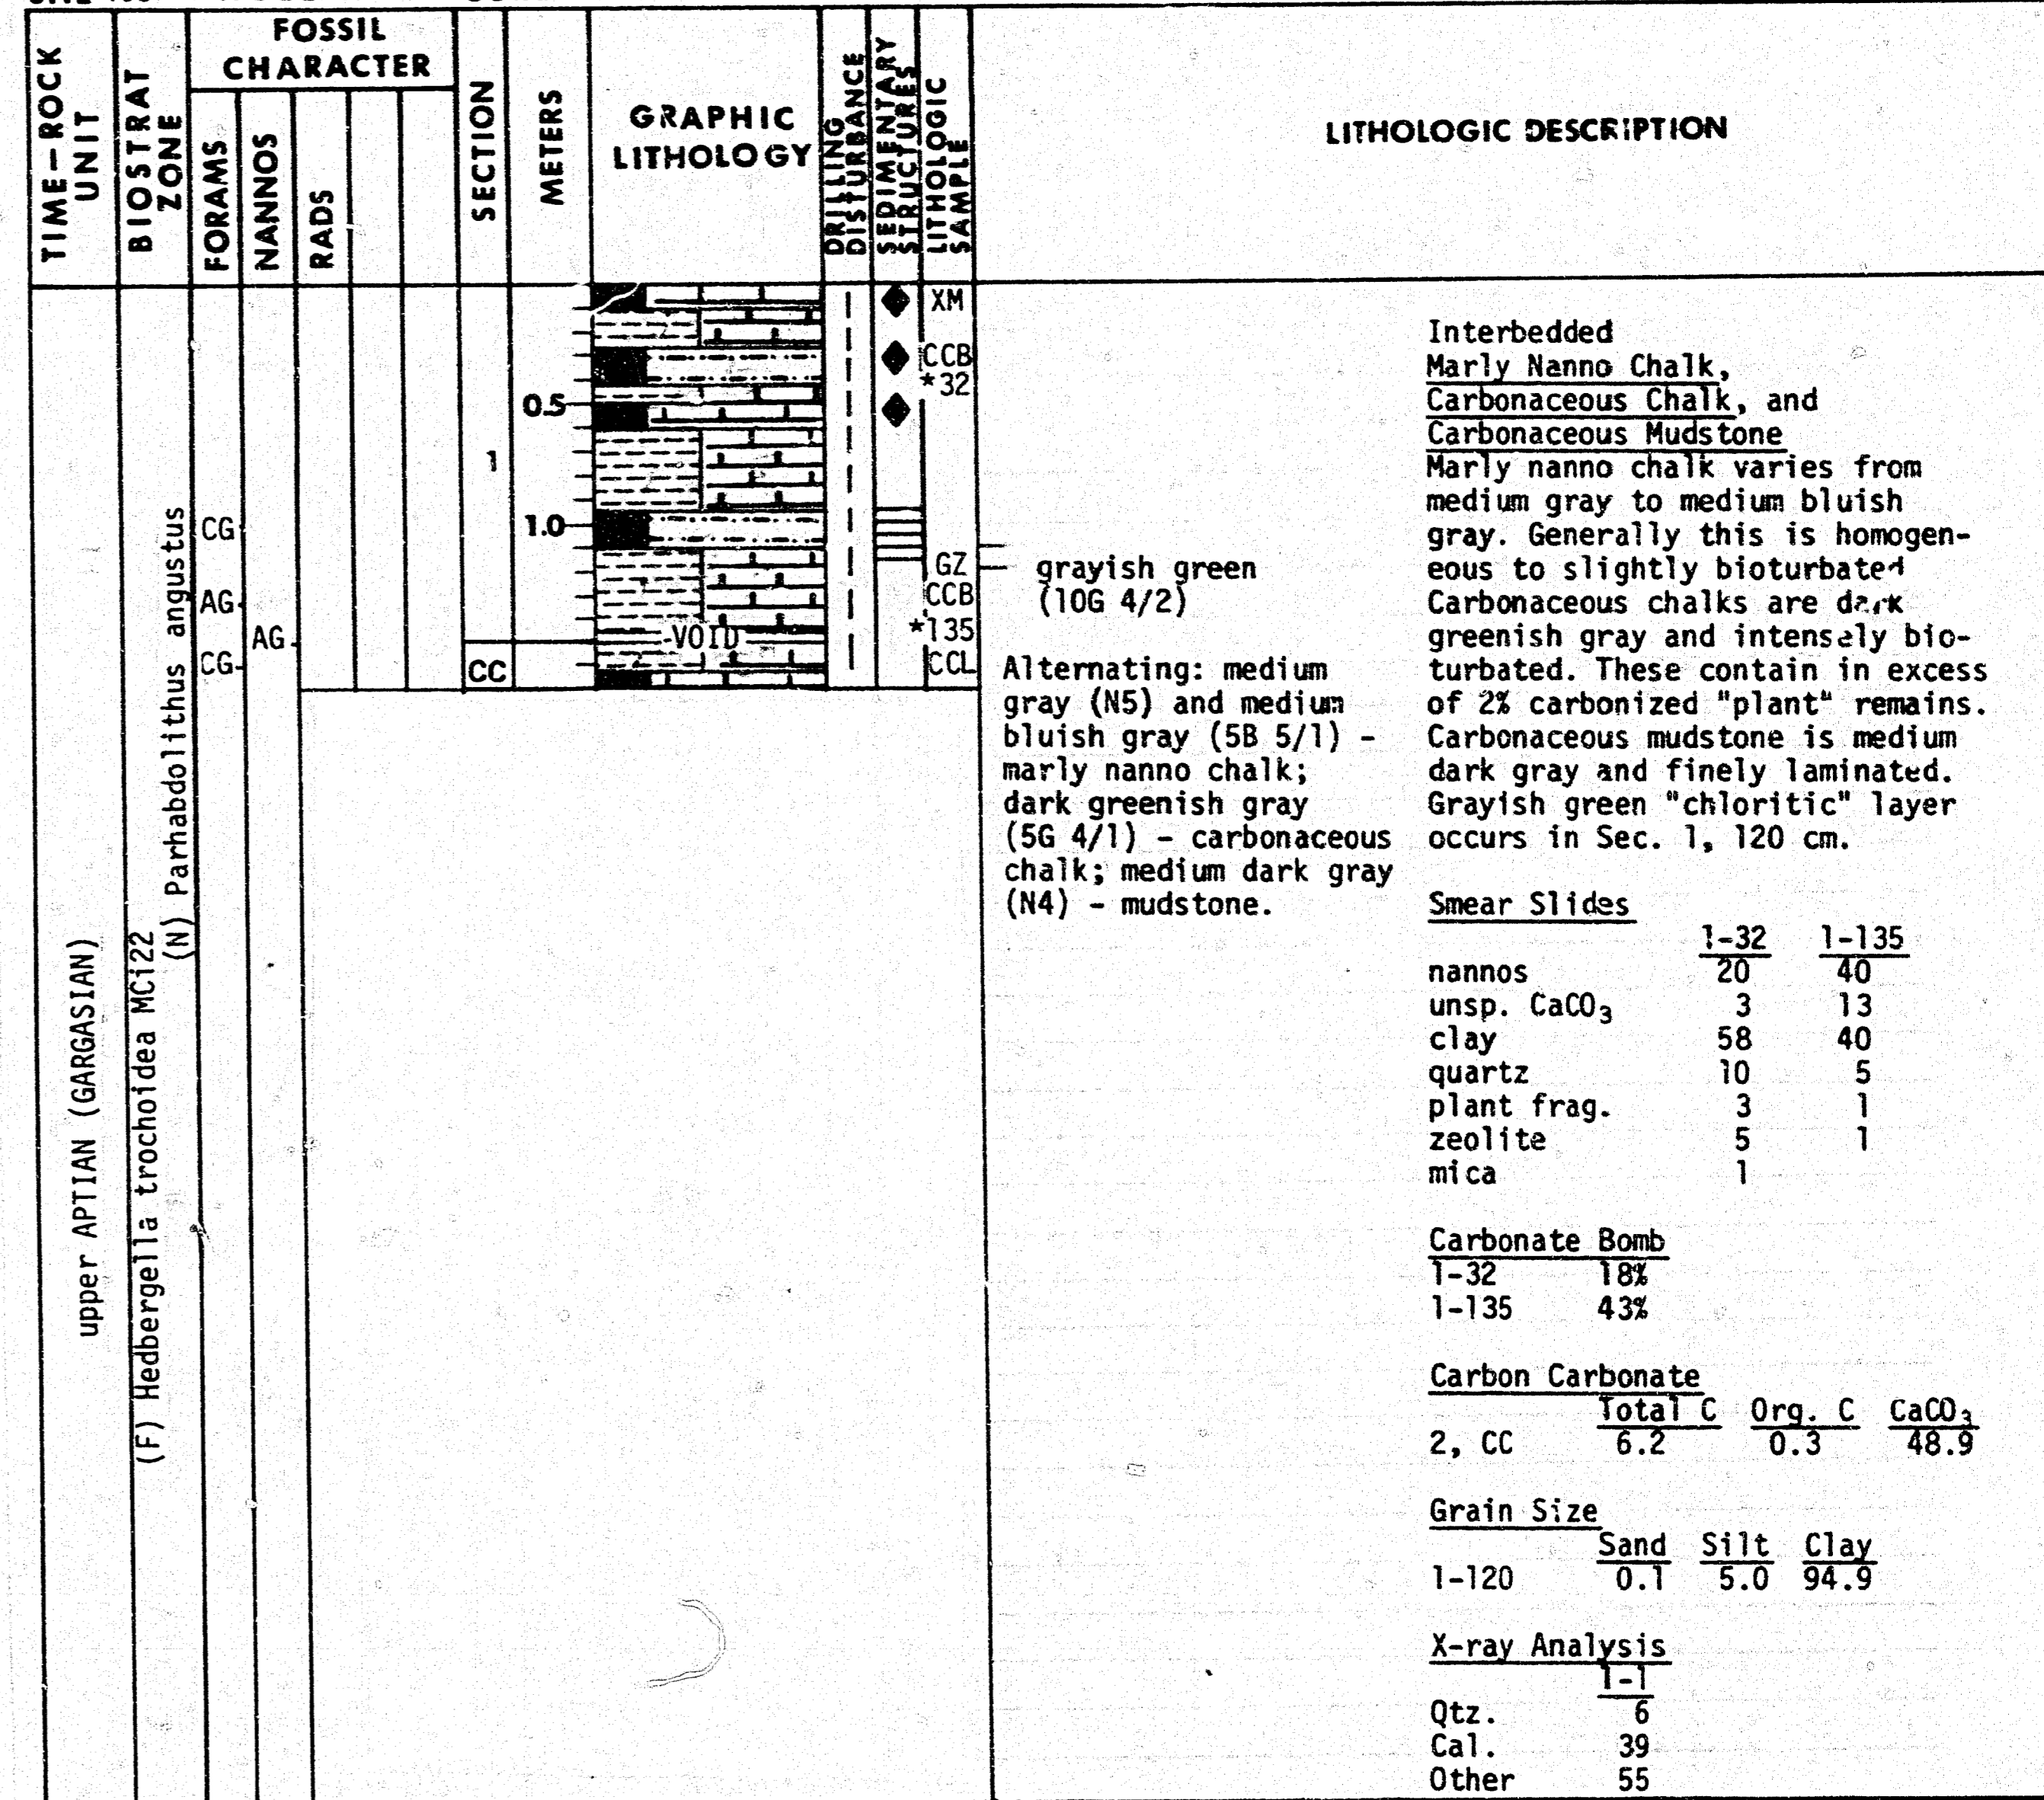 FOSSIL
CHARACTER
TIME-ROCK
UNIT
BIOSTRAT
ZONE
FORAMS
NANNOS
RADS
SECTION
METERS
GRAPHIC
LITHOLOGY
DRILLING
DISTURBANCE
SEDIMENTARY
STRUCTURES
LITHOLOGIC
SAMPLE
LITHOLOGIC DESCRIPTION
upper APTIAN (GARGASIAN)
(F) Hedbergella trochoidea MCi22
(N) Parhabdolithus angustus
CG
AG
AG
CG
1
CC
0.5
1.0
VOID
XM
CCB
*32
GZ
CCB
*135
CCL
grayish green
(10G 4/2)
Alternating: medium
gray (N5) and medium
bluish gray (5B 5/1) -
marly nanno chalk;
dark greenish gray
(5G 4/1) - carbonaceous
chalk; medium dark gray
(N4) - mudstone.
Interbedded
Marly Nanno Chalk,
Carbonaceous Chalk, and
Carbonaceous Mudstone
Marly nanno chalk varies from
medium gray to medium bluish
gray. Generally this is homogen-
eous to slightly bioturbated
Carbonaceous chalks are dark
greenish gray and intensely bio-
turbated. These contain in excess
of 2% carbonized "plant" remains.
Carbonaceous mudstone is medium
dark gray and finely laminated.
Grayish green "chloritic" layer
occurs in Sec. 1, 120 cm.
Smear Slides
1-32 1-135
nannos 20 40
unsp. CaCO₃ 3 13
clay 58 40
quartz 10 5
plant frag. 3 1
zeolite 5 1
mica 1
Carbonate Bomb
1-32 18%
1-135 43%
Carbon Carbonate
Total C Org. C CaCO₃
2, CC 6.2 0.3 48.9
Grain Size
Sand Silt Clay
1-120 0.1 5.0 94.9
X-ray Analysis
1-1
Qtz. 6
Cal. 39
Other 55